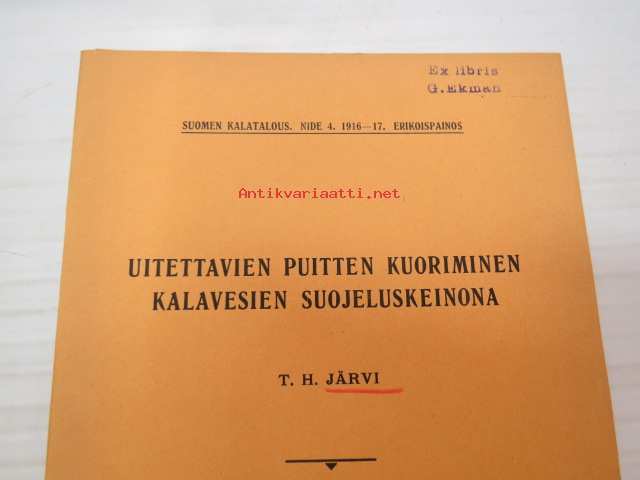 Ex libris
G. Ekman
SUOMEN KALATALOUS. NIDE 4. 1916—17. ERIKOISPAINOS
Antikvariaatti.net
UITETTAVIEN PUITTEN KUORIMINEN
KALAVESIEN SUOJELUSKEINONA
T. H. JÄRVI